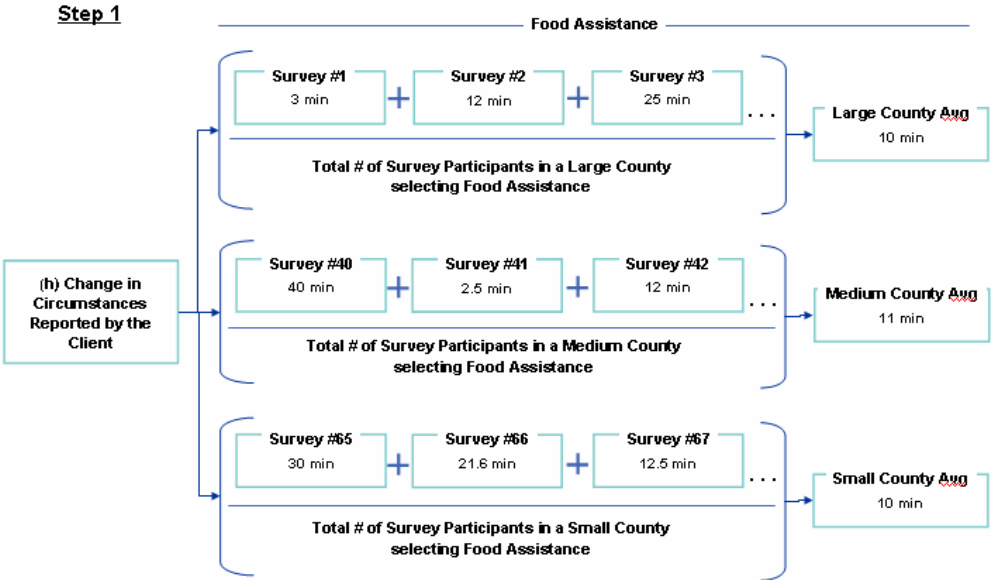 Step 1
Food Assistance
Survey #1
3 min
+
Survey #2
12 min
+
Survey #3
25 min
...
Total # of Survey Participants in a Large County
selecting Food Assistance
Large County Avg
10 min
(h) Change in
Circumstances
Reported by the
Client
Survey #40
40 min
+
Survey #41
2.5 min
+
Survey #42
12 min
...
Total # of Survey Participants in a Medium County
selecting Food Assistance
Medium County Avg
11 min
Survey #65
30 min
+
Survey #66
21.6 min
+
Survey #67
12.5 min
...
Total # of Survey Participants in a Small County
selecting Food Assistance
Small County Avg
10 min